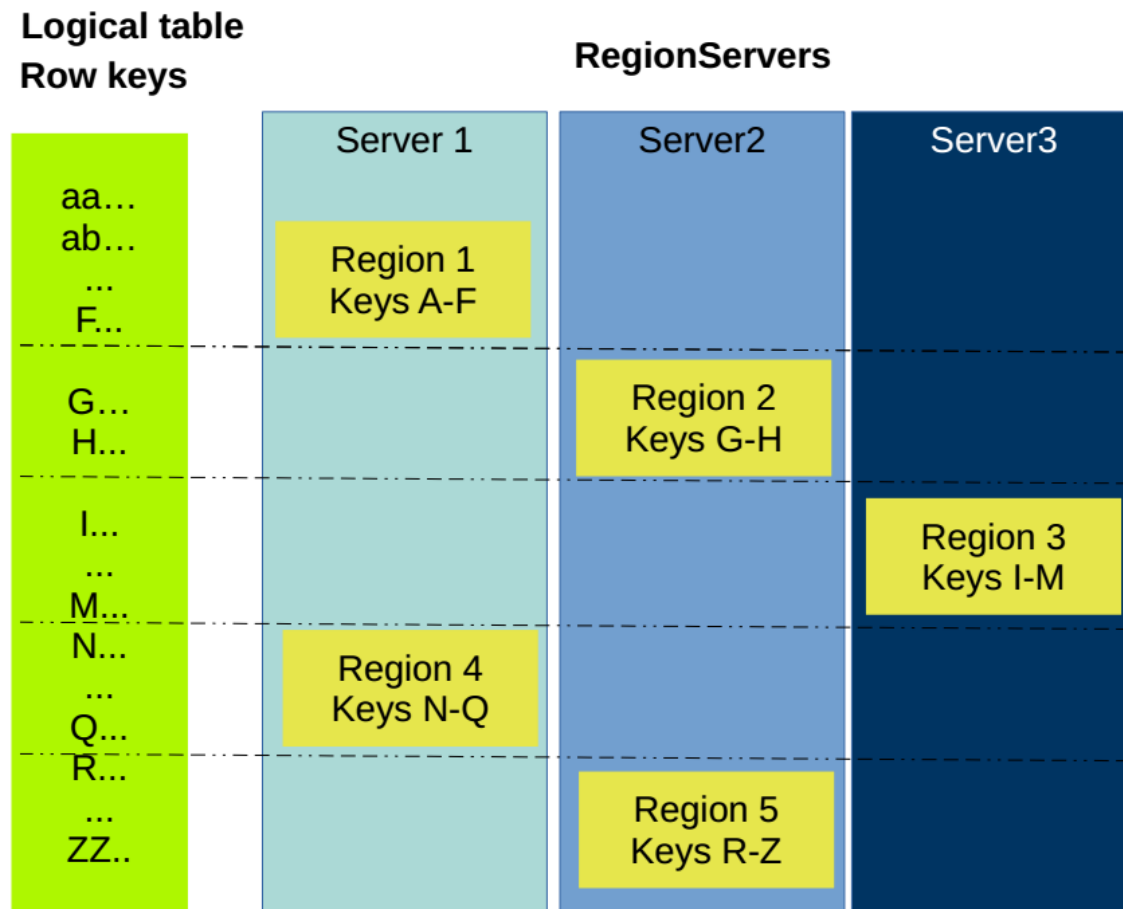 Logical table
Row keys
RegionServers
Server 1
Server2
Server3
aa...
ab...
...
F...
Region 1
Keys A-F
G...
H...
Region 2
Keys G-H
I...
...
M...
Region 3
Keys I-M
N...
...
Q...
Region 4
Keys N-Q
R...
...
ZZ..
Region 5
Keys R-Z